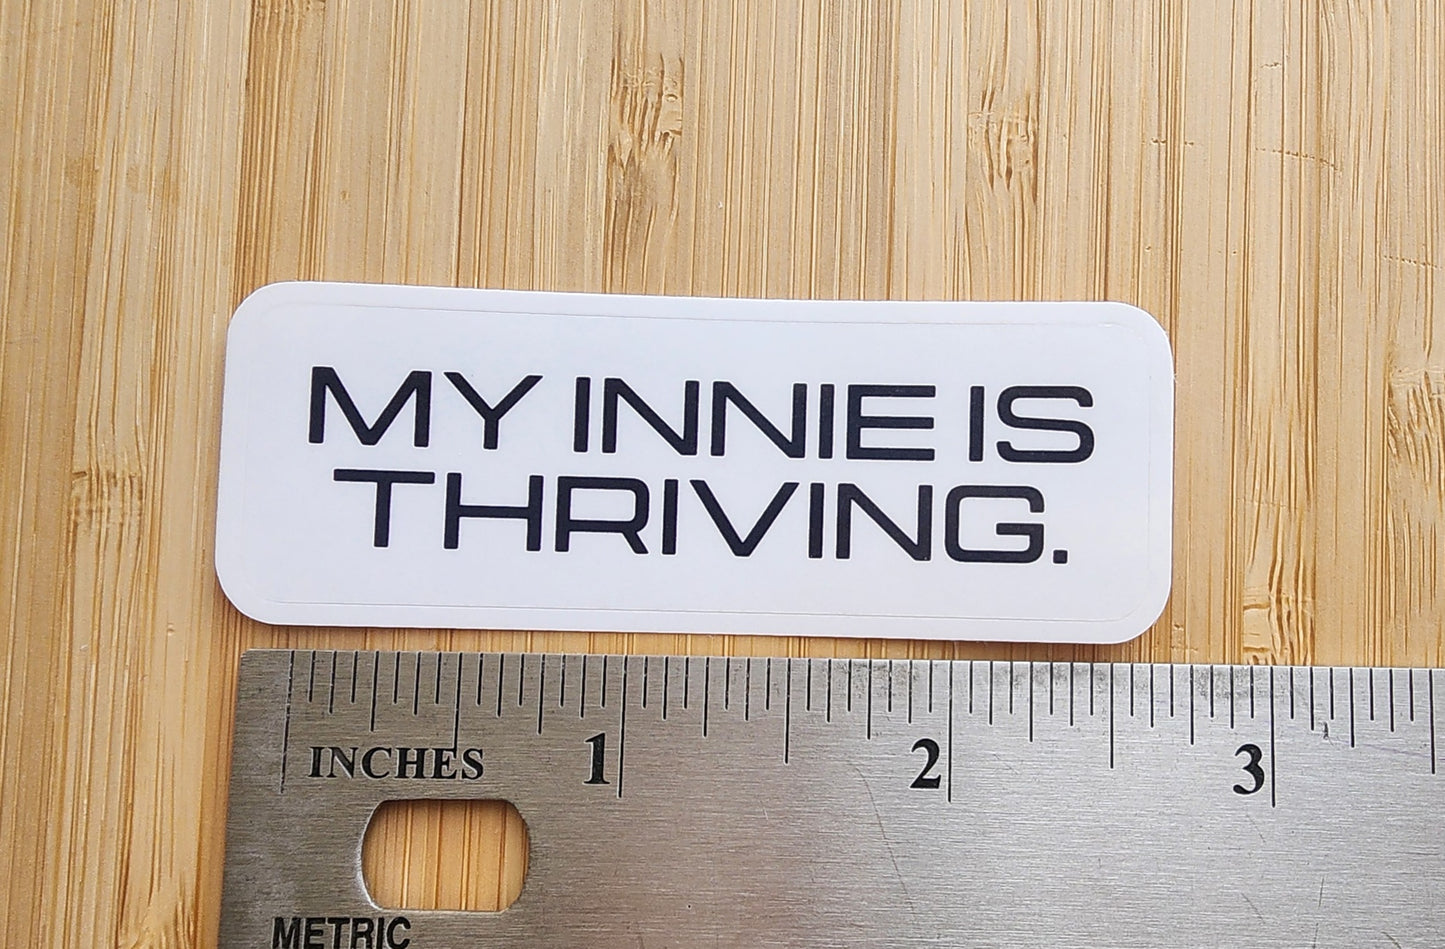 MY INNIE IS
THRIVING.
INCHES 1 2 3
METRIC